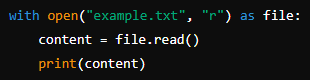 with open("example.txt", "r") as file:
    content = file.read()
    print(content)